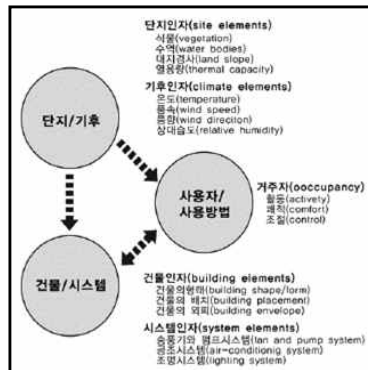 단지인자(site elements)
식물(vegetation)
수역(water bodies)
대지경사(land slope)
열용량(thermal capacity)
기후인자(climate elements)
온도(temperature)
풍속(wind speed)
풍향(wind direciton)
상대습도(relative humidity)
단지/기후
사용자/
사용방법
거주자(ooccupancy)
활동(activety)
쾌적(comfort)
조절(control)
건물/시스템
건물인자(building elements)
건물의형태(building shape/form)
건물의 배치(building placement)
건물의 외피(building envelope)
시스템인자(system elements)
송풍기와 펌프시스템(fan and pump system)
공조시스템(air-conditionig system)
조명시스템(lighting system)